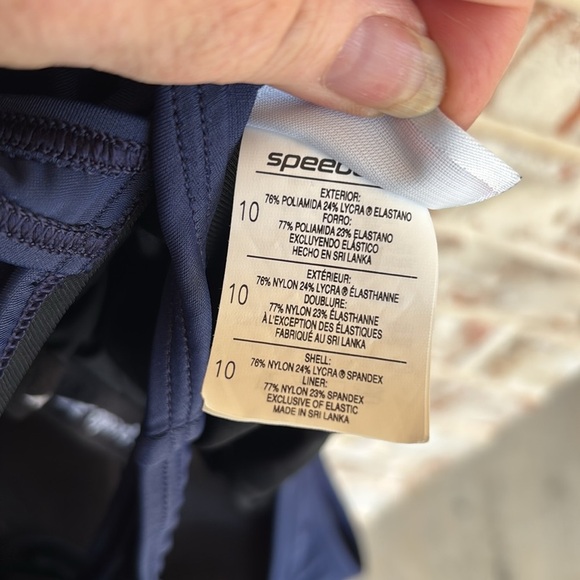 EXTERIOR:
76% POLIAMIDA 24% LYCRA ® ELASTANO
FORRO:
10
77% POLIAMIDA 23% ELASTANO
EXCLUYENDO ELÁSTICO
HECHO EN SRI LANKA
EXTÉRIEUR:
76% NYLON 24% LYCRA ® ÉLASTHANNE
DOUBLURE:
10
77% NYLON 23% ÉLASTHANNE
À L'EXCEPTION DES ÉLASTIQUES
FABRIQUÉ AU SRI LANKA
SHELL:
76% NYLON 24% LYCRA ® SPANDEX
10
LINER:
77% NYLON 23% SPANDEX
EXCLUSIVE OF ELASTIC
MADE IN SRI LANKA